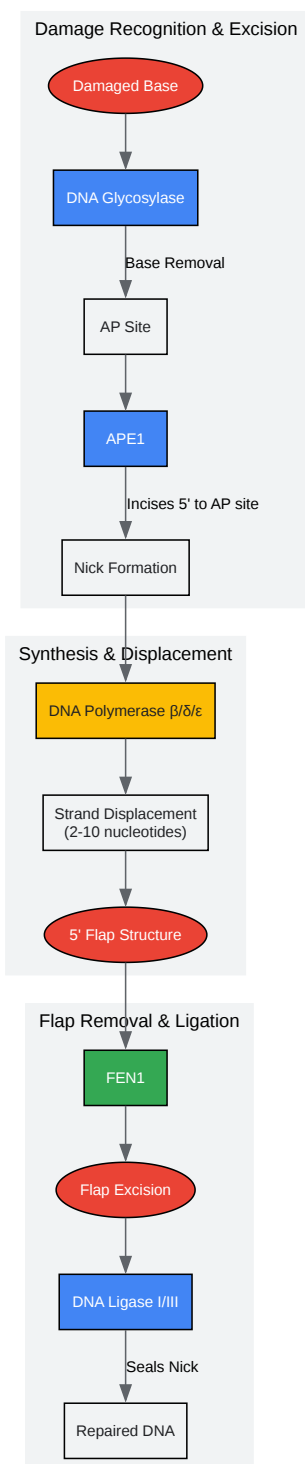 Damage Recognition & Excision
Damaged Base
DNA Glycosylase
Base Removal
AP Site
APE1
Incises 5' to AP site
Nick Formation
Synthesis & Displacement
DNA Polymerase β/δ/ε
Strand Displacement
(2-10 nucleotides)
5' Flap Structure
Flap Removal & Ligation
FEN1
Flap Excision
DNA Ligase I/III
Seals Nick
Repaired DNA